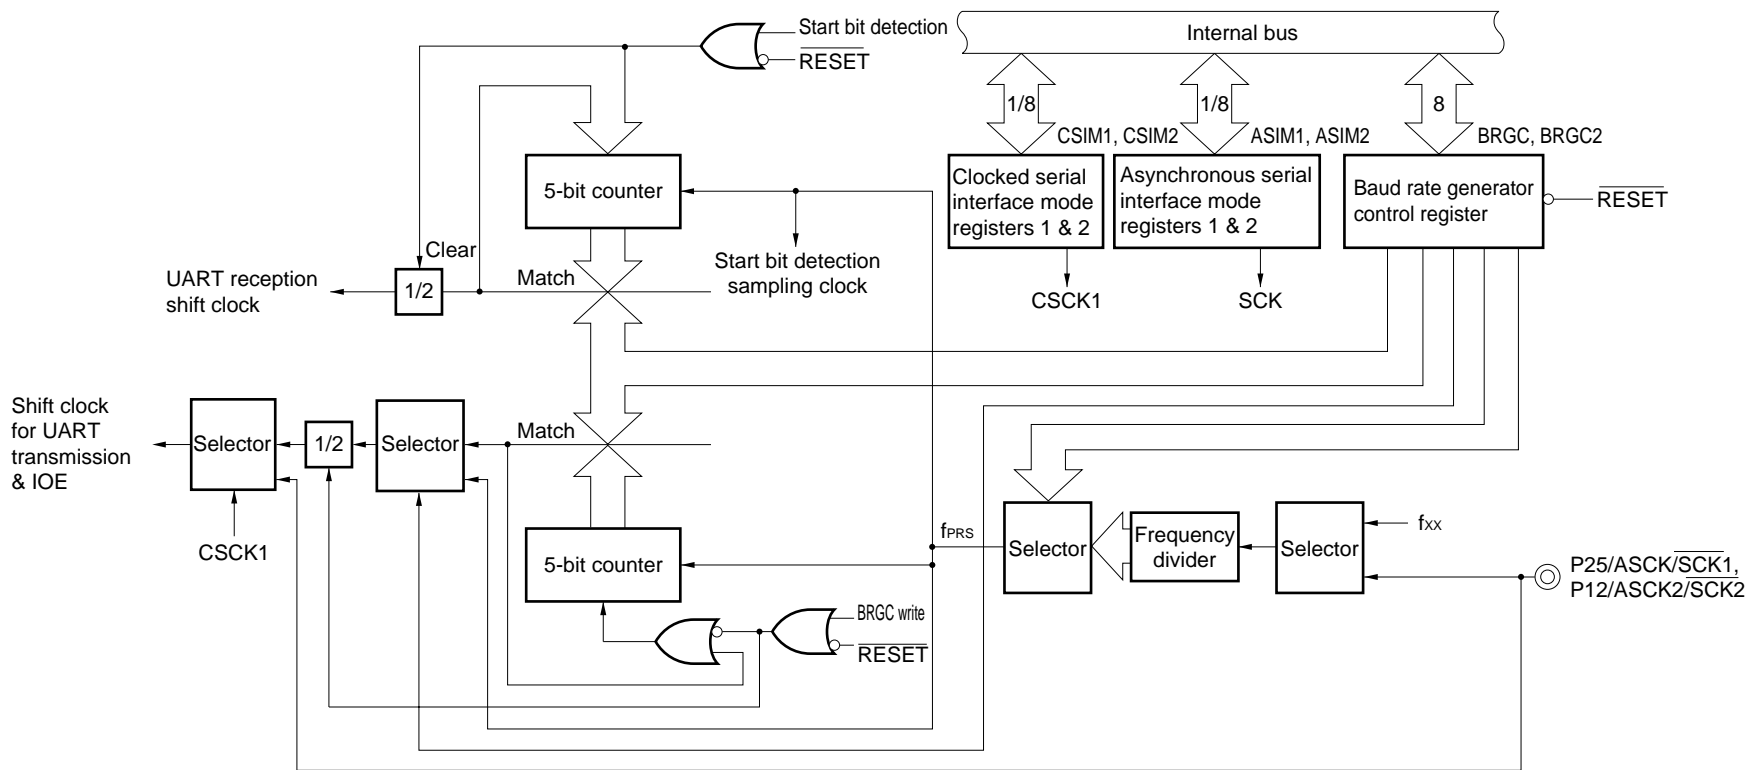 Start bit detection
RESET
Internal bus
1/8
1/8
8
CSIM1, CSIM2
ASIM1, ASIM2
BRGC, BRGC2
5-bit counter
Clocked serial
interface mode
registers 1 & 2
Asynchronous serial
interface mode
registers 1 & 2
Baud rate generator
control register
RESET
Clear
UART reception
shift clock
1/2
Match
Start bit detection
sampling clock
CSCK1
SCK
Shift clock
for UART
transmission
& IOE
Selector
1/2
Selector
Match
CSCK1
5-bit counter
fPRS
Selector
Frequency
divider
Selector
fXX
P25/ASCK/SCK1,
P12/ASCK2/SCK2
BRGC write
RESET